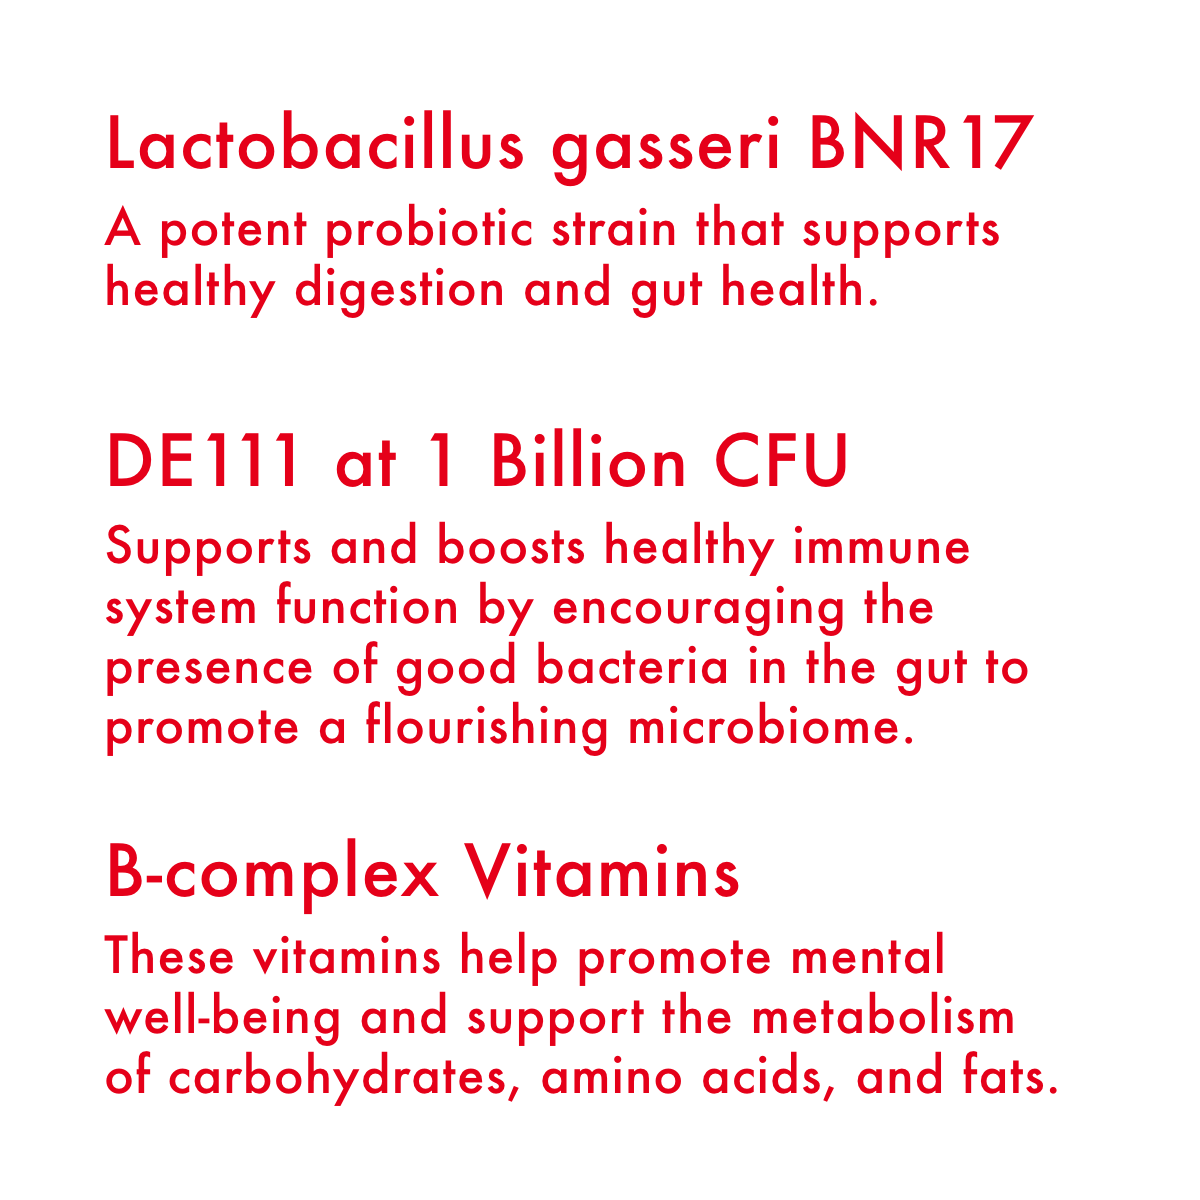 Lactobacillus gasseri BNR17
A potent probiotic strain that supports
healthy digestion and gut health.
DE111 at 1 Billion CFU
Supports and boosts healthy immune
system function by encouraging the
presence of good bacteria in the gut to
promote a flourishing microbiome.
B-complex Vitamins
These vitamins help promote mental
well-being and support the metabolism
of carbohydrates, amino acids, and fats.